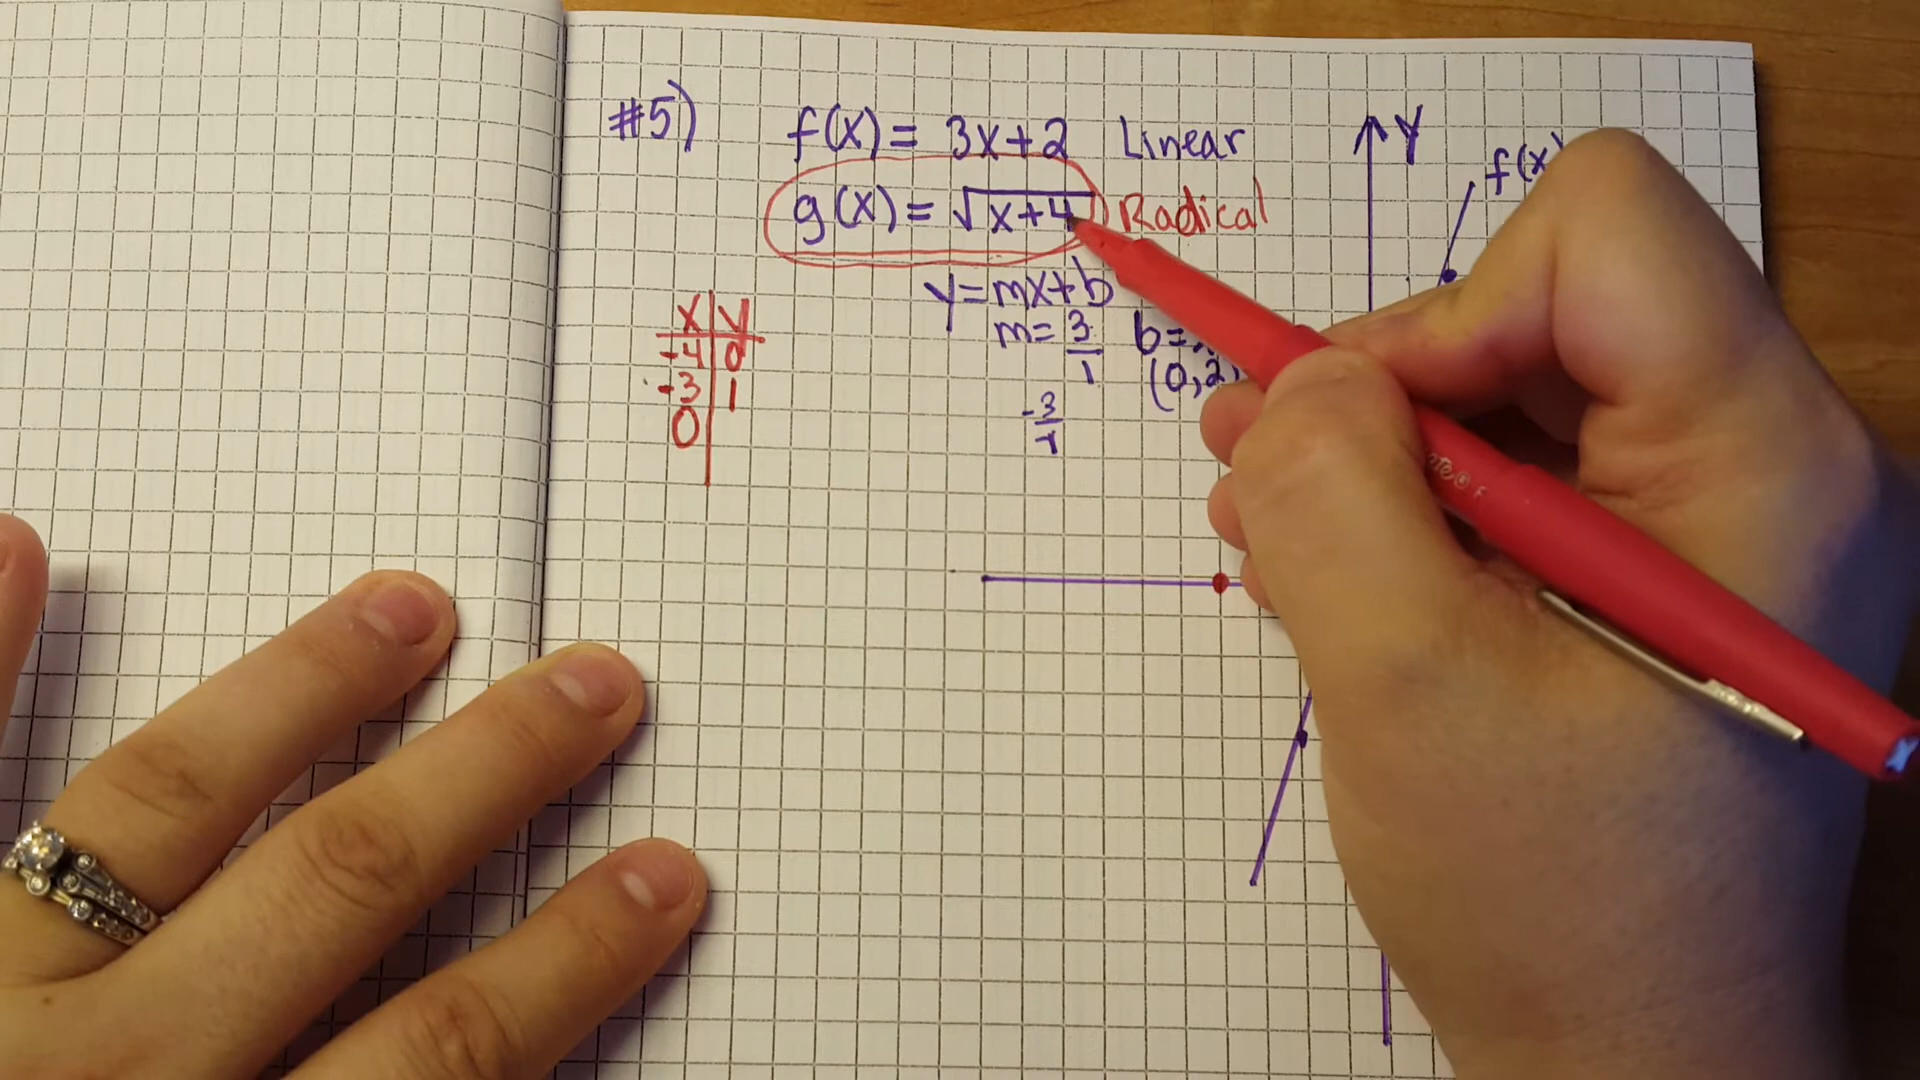 #5) f(x) = 3x+2 Linear
g(x) = √x+4 Radical
y=mx+b
m= 3/1 b=
(0,2
-3/-1
x | y
-4 | 0
-3 | 1
0 |
Y
f(x)